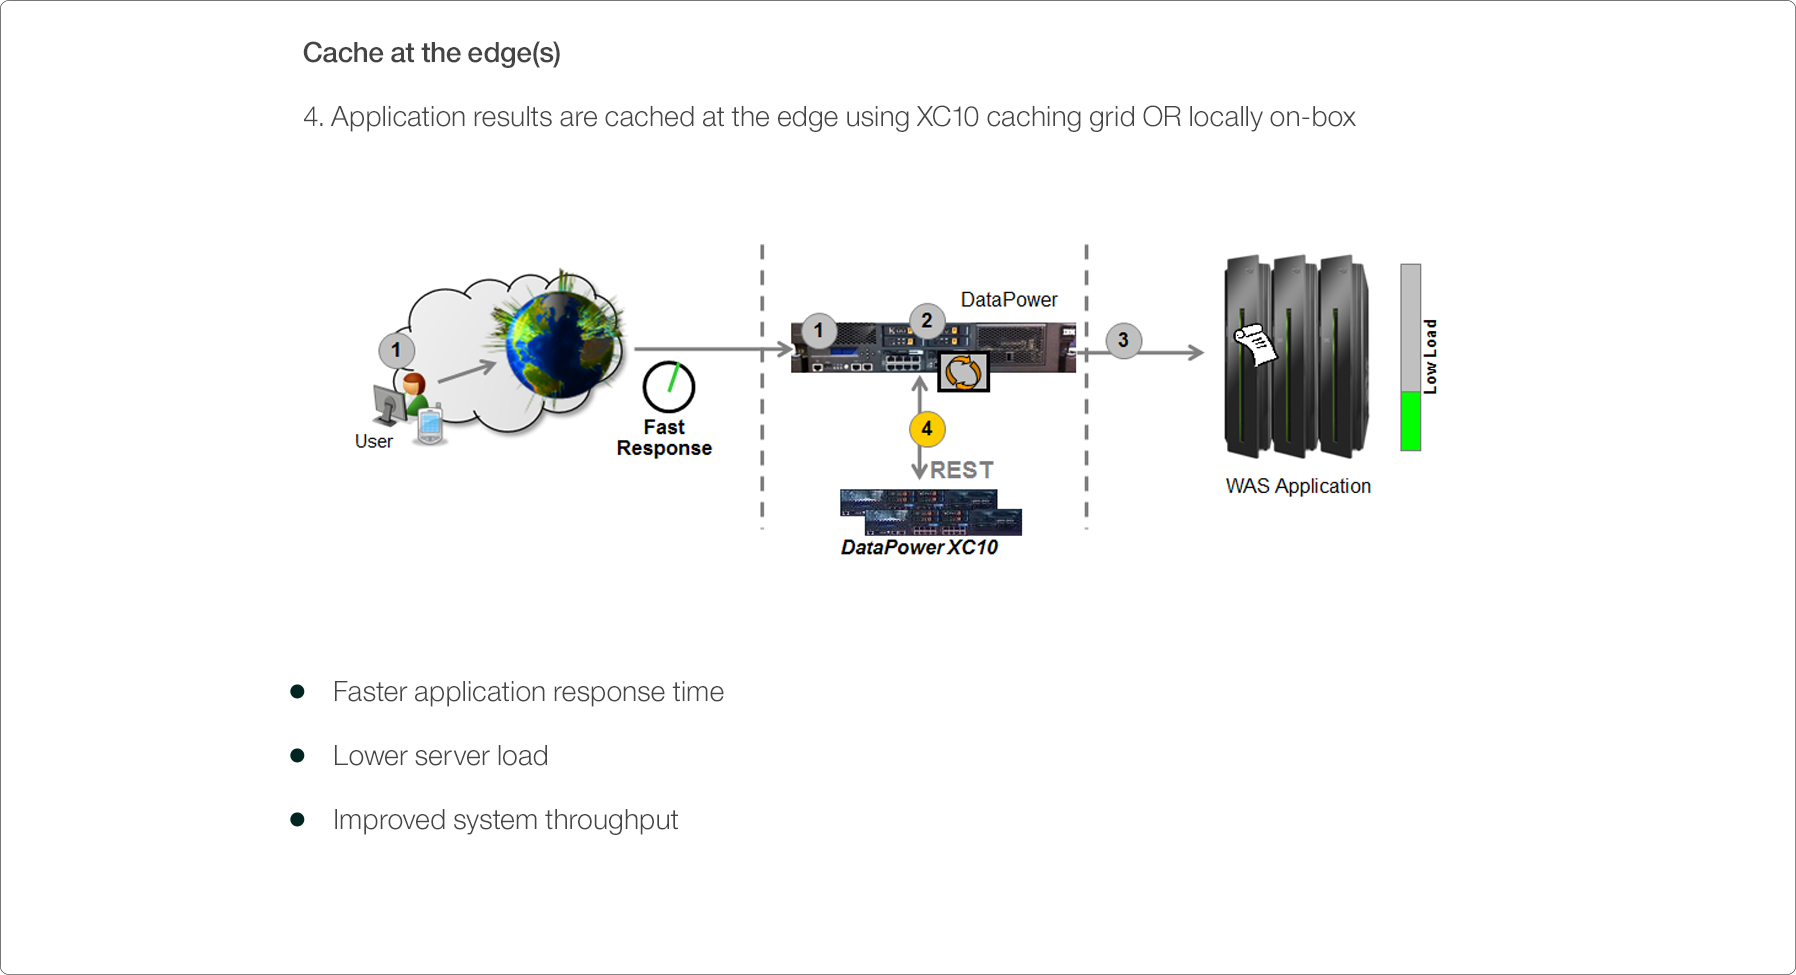 Cache at the edge(s)
4. Application results are cached at the edge using XC10 caching grid OR locally on-box
DataPower
1
2
3
1
User
Fast
Response
4
REST
DataPower XC10
WAS Application
Low Load
Faster application response time
Lower server load
Improved system throughput